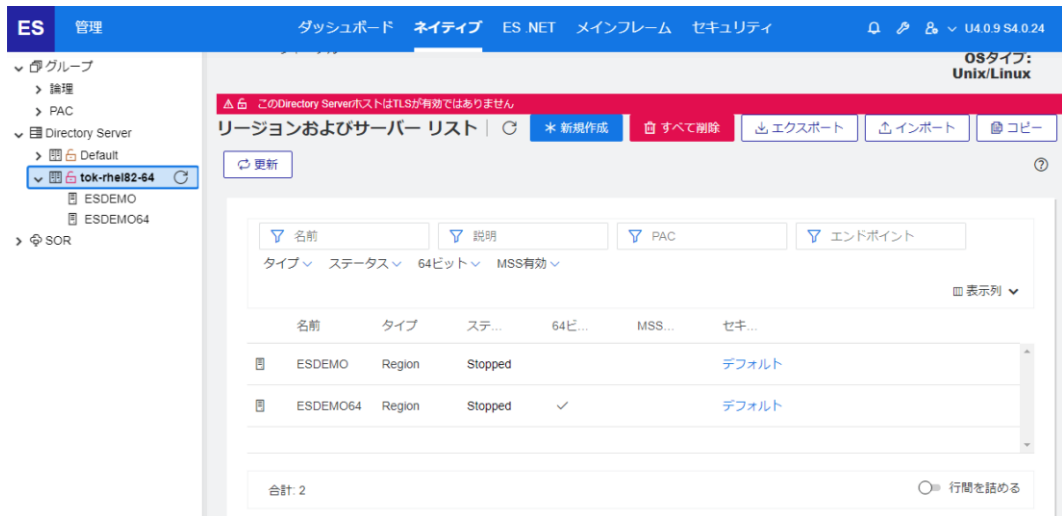 ES 管理 ダッシュボード ネイティブ ES .NET メインフレーム セキュリティ U4.0.9 S4.0.24
グループ
論理
PAC
Directory Server
Default
tok-rhel82-64
ESDEMO
ESDEMO64
SOR
OSタイプ:
Unix/Linux
このDirectory ServerホストはTLSが有効ではありません
リージョンおよびサーバー リスト 新規作成 すべて削除 エクスポート インポート コピー
更新
名前 説明 PAC エンドポイント
タイプ ステータス 64ビット MSS有効
表示列
名前 タイプ ステ... 64ビ... MSS... セキ...
ESDEMO Region Stopped デフォルト
ESDEMO64 Region Stopped デフォルト
合計: 2 行間を詰める